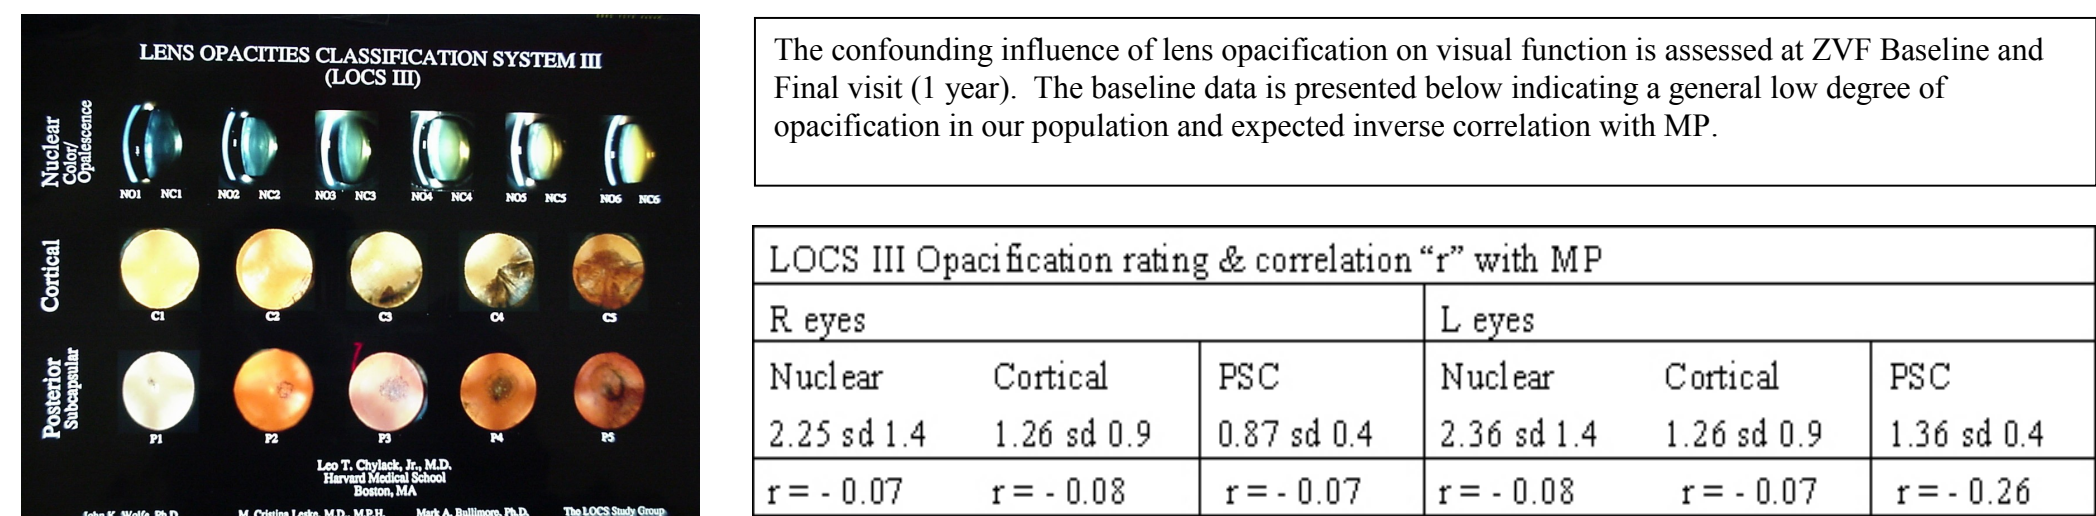 LENS OPACITIES CLASSIFICATION SYSTEM III
(LOCS III)
Nuclear
Color/
Opalescence
NO1 NC1 NO2 NC2 NO3 NC3 NO4 NC4 NO5 NC5 NO6 NC6
Cortical
C1 C2 C3 C4 C5
Posterior
Subcapsular
P1 P2 P3 P4 P5
Leo T. Chylack, Jr., M.D.
Harvard Medical School
Boston, MA
John K. Wolfe, Ph.D. M. Cristina Leske, M.D., M.P.H. Mark A. Bullimore, Ph.D. The LOCS Study Group
The confounding influence of lens opacification on visual function is assessed at ZVF Baseline and
Final visit (1 year). The baseline data is presented below indicating a general low degree of
opacification in our population and expected inverse correlation with MP.
LOCS III Opacification rating & correlation “r” with MP
R eyes L eyes
Nuclear Cortical PSC Nuclear Cortical PSC
2.25 sd 1.4 1.26 sd 0.9 0.87 sd 0.4 2.36 sd 1.4 1.26 sd 0.9 1.36 sd 0.4
r = - 0.07 r = - 0.08 r = - 0.07 r = - 0.08 r = - 0.07 r = - 0.26